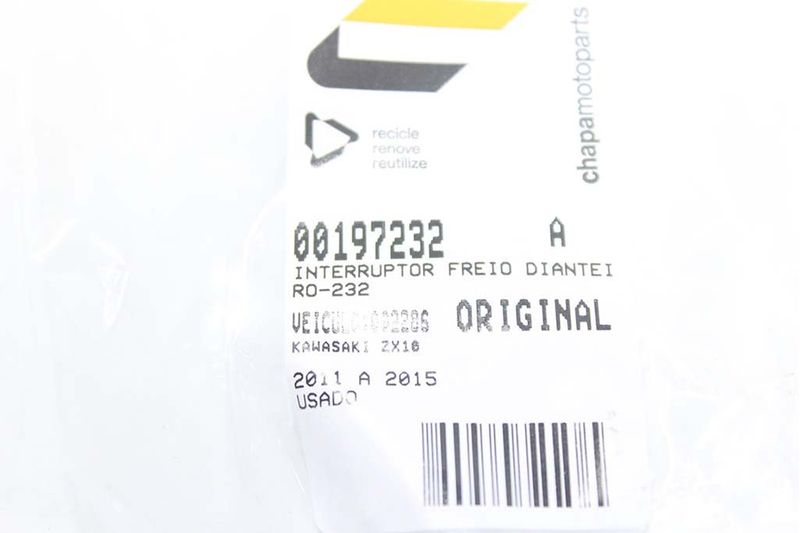 chapamotoparts
recicle
renove
reutilize
00197232 A
INTERRUPTOR FREIO DIANTEI
RO-232
ORIGINAL
KAWASAKI ZX10
2011 A 2015
USADO